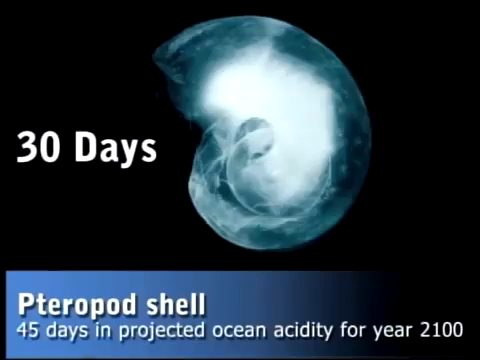 30 Days
Pteropod shell
45 days in projected ocean acidity for year 2100